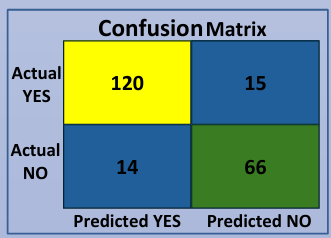 Confusion Matrix
Actual YES
120
15
Actual NO
14
66
Predicted YES
Predicted NO